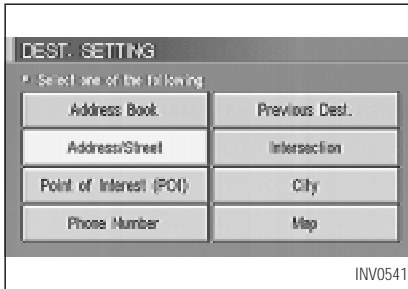 DEST. SETTING
Select one of the following
Address Book Previous Dest.
Address/Street Intersection
Point of Interest (POI) City
Phone Number Map
INV0541